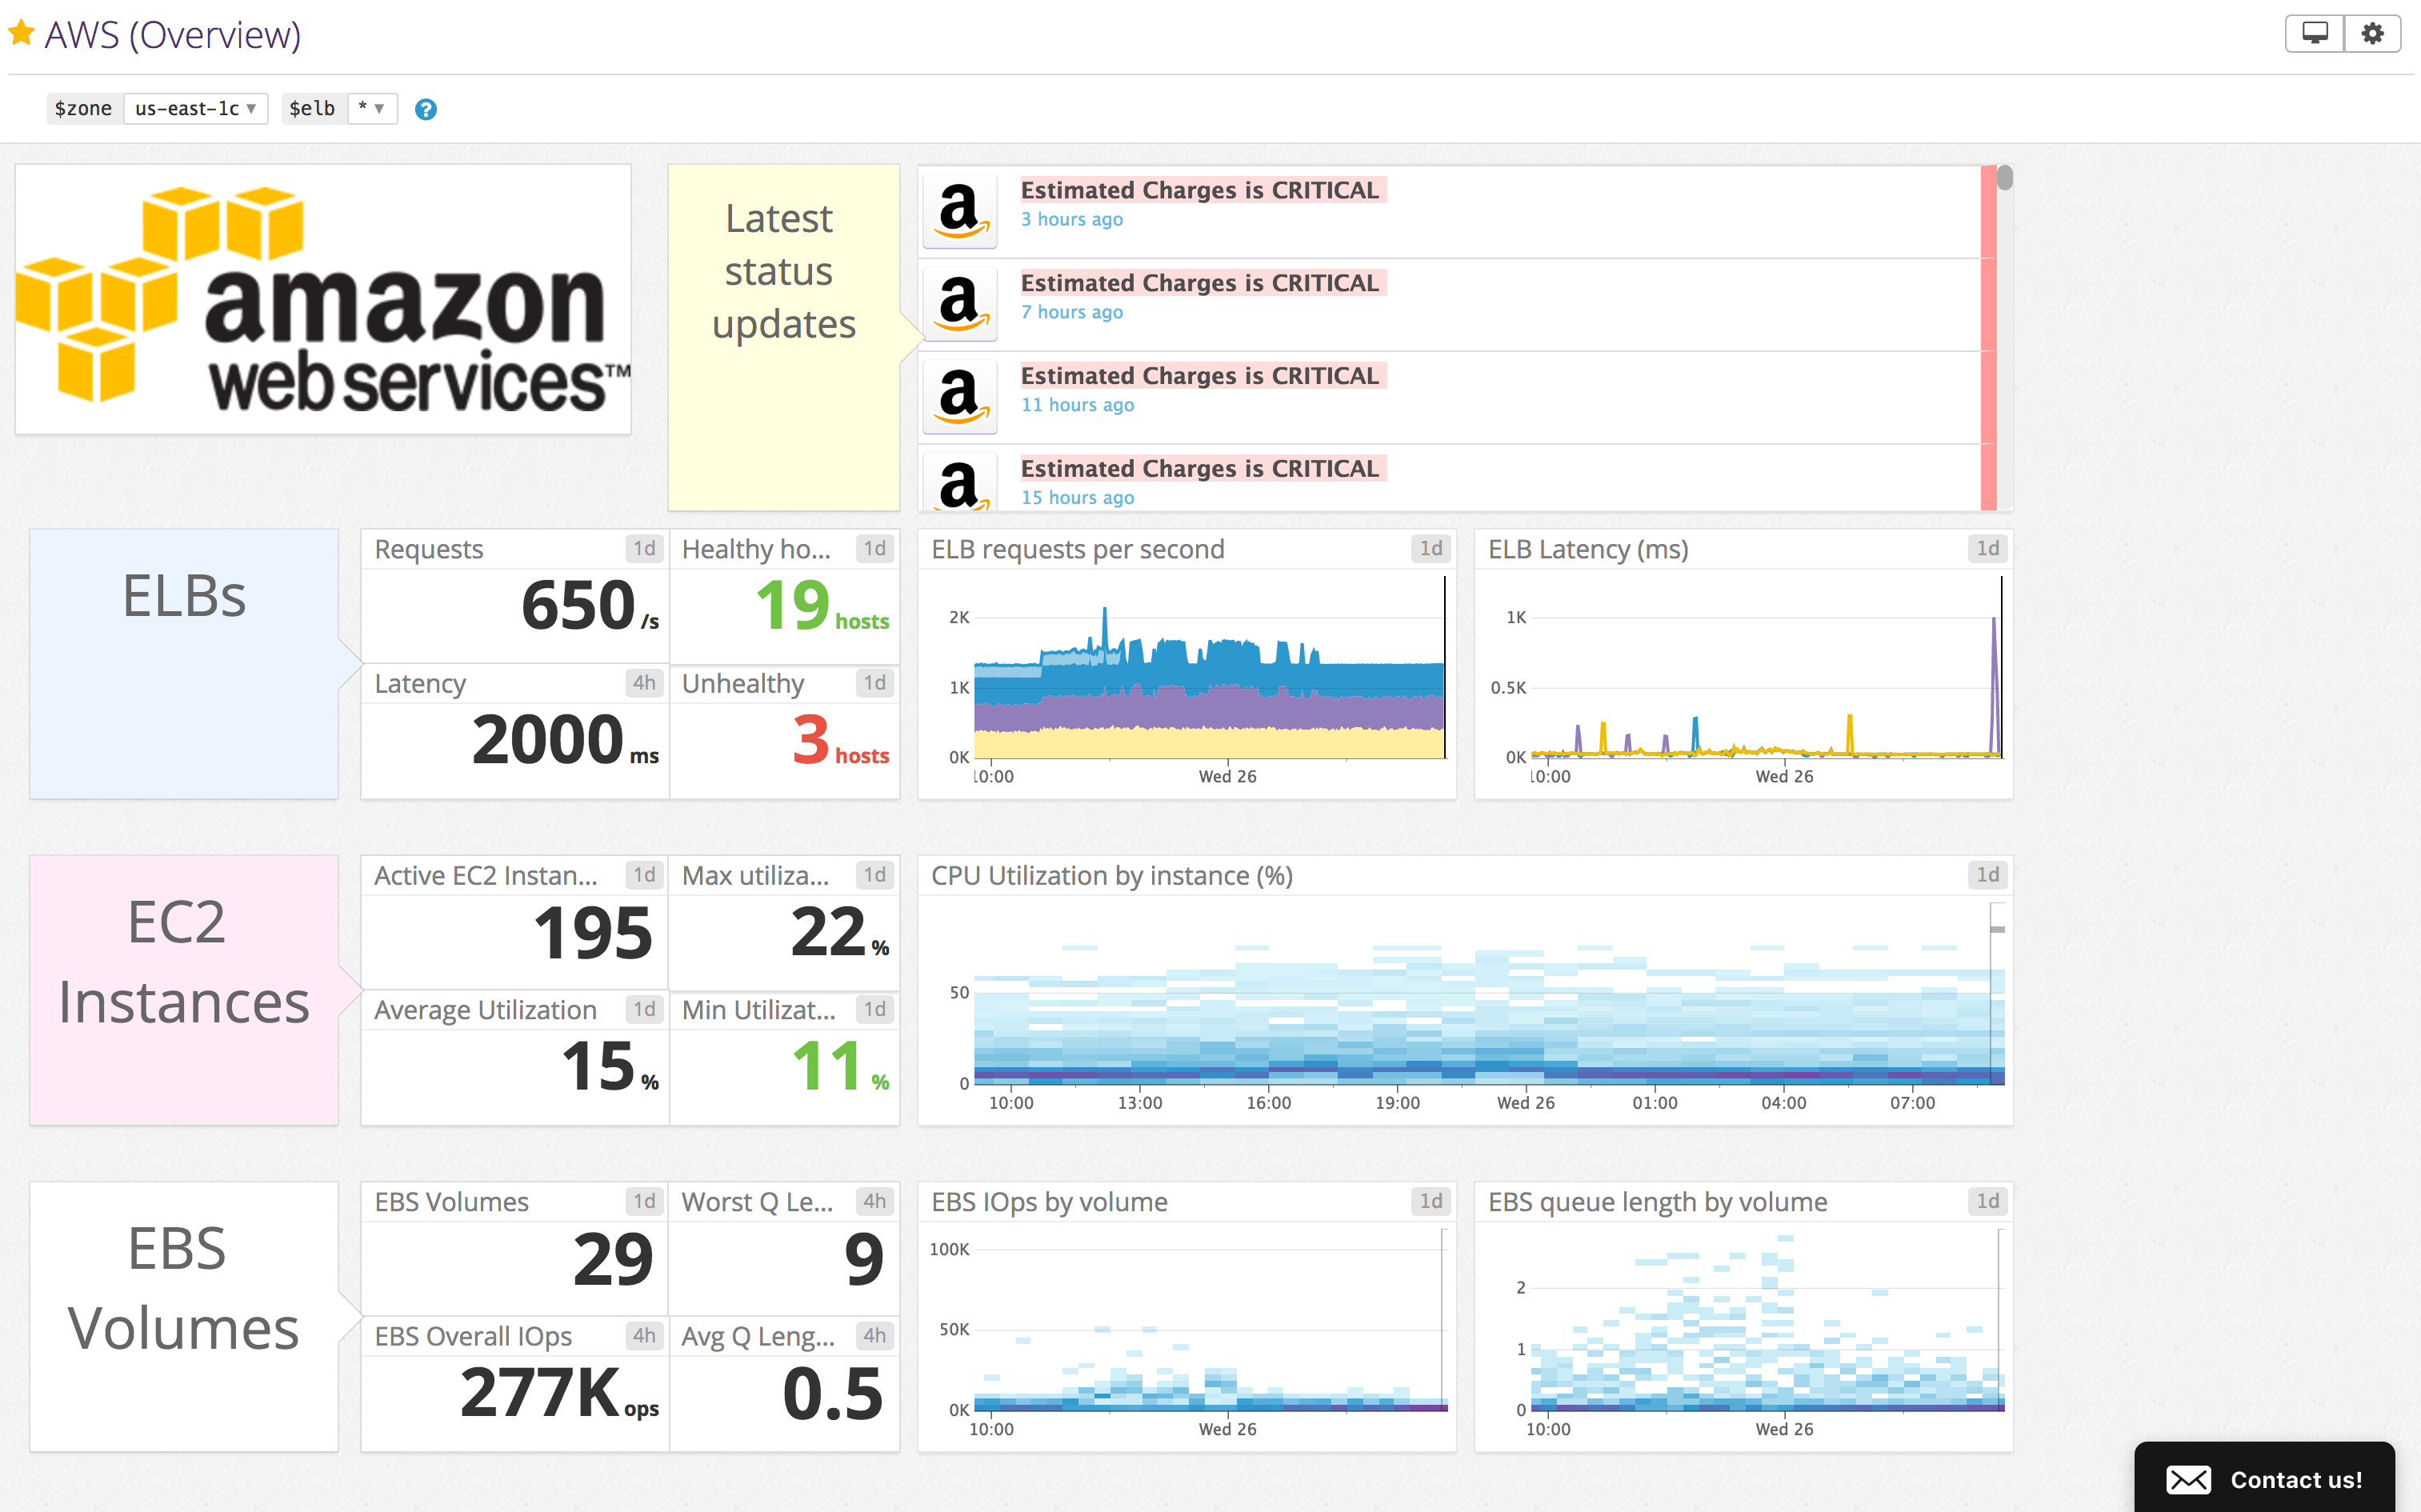 AWS (Overview)
$zone us-east-1c $elb *
?
amazon
web services™
Latest
status
updates
a Estimated Charges is CRITICAL
3 hours ago
a Estimated Charges is CRITICAL
7 hours ago
a Estimated Charges is CRITICAL
11 hours ago
a Estimated Charges is CRITICAL
15 hours ago
ELBs
Requests 1d
650 /s
Healthy ho... 1d
19 hosts
Latency 4h
2000 ms
Unhealthy 1d
3 hosts
ELB requests per second 1d
2K
1K
0K
10:00 Wed 26
ELB Latency (ms) 1d
1K
0.5K
0K
10:00 Wed 26
EC2
Instances
Active EC2 Instan... 1d
195
Max utiliza... 1d
22 %
Average Utilization 1d
15 %
Min Utilizat... 1d
11 %
CPU Utilization by instance (%) 1d
50
0
10:00 13:00 16:00 19:00 Wed 26 01:00 04:00 07:00
EBS
Volumes
EBS Volumes 1d
29
Worst Q Le... 4h
9
EBS Overall IOps 4h
277K ops
Avg Q Leng... 4h
0.5
EBS IOps by volume 1d
100K
50K
0K
10:00 Wed 26
EBS queue length by volume 1d
2
1
0
10:00 Wed 26
Contact us!